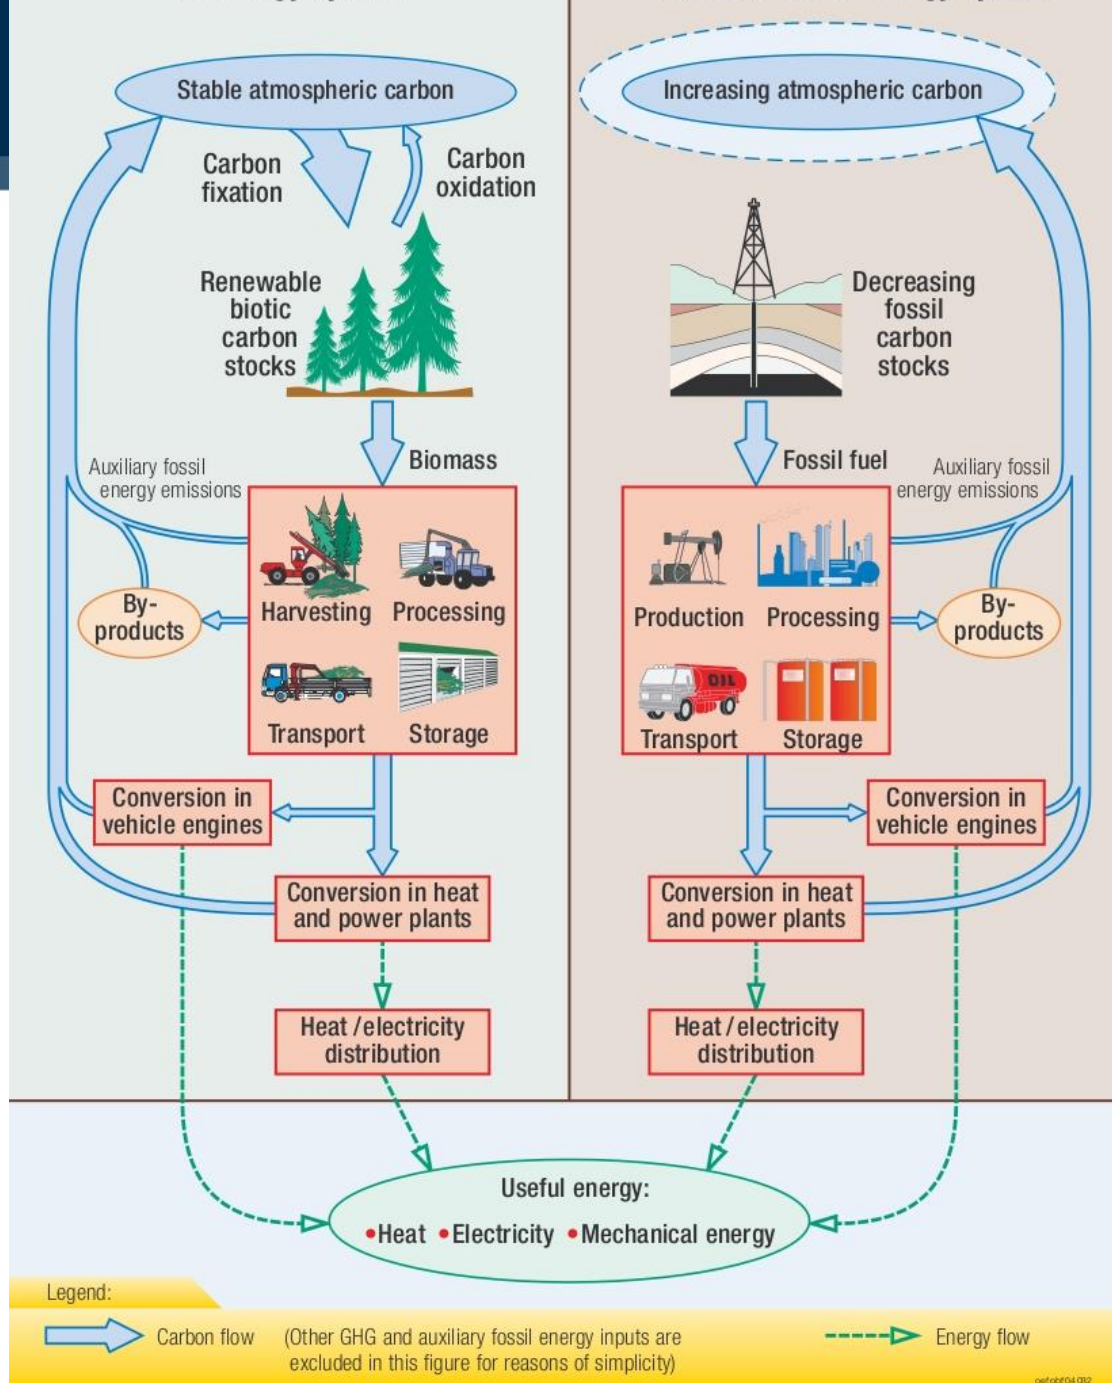 Stable atmospheric carbon
Carbon
fixation
Carbon
oxidation
Renewable
biotic
carbon
stocks
Biomass
Auxiliary fossil
energy emissions
Harvesting
Processing
By-
products
Transport
Storage
Conversion in
vehicle engines
Conversion in heat
and power plants
Heat / electricity
distribution
Increasing atmospheric carbon
Decreasing
fossil
carbon
stocks
Fossil fuel
Auxiliary fossil
energy emissions
Production
Processing
By-
products
OIL
Transport
Storage
Conversion in
vehicle engines
Conversion in heat
and power plants
Heat / electricity
distribution
Useful energy:
•Heat •Electricity •Mechanical energy
Legend:
Carbon flow
(Other GHG and auxiliary fossil energy inputs are
excluded in this figure for reasons of simplicity)
Energy flow